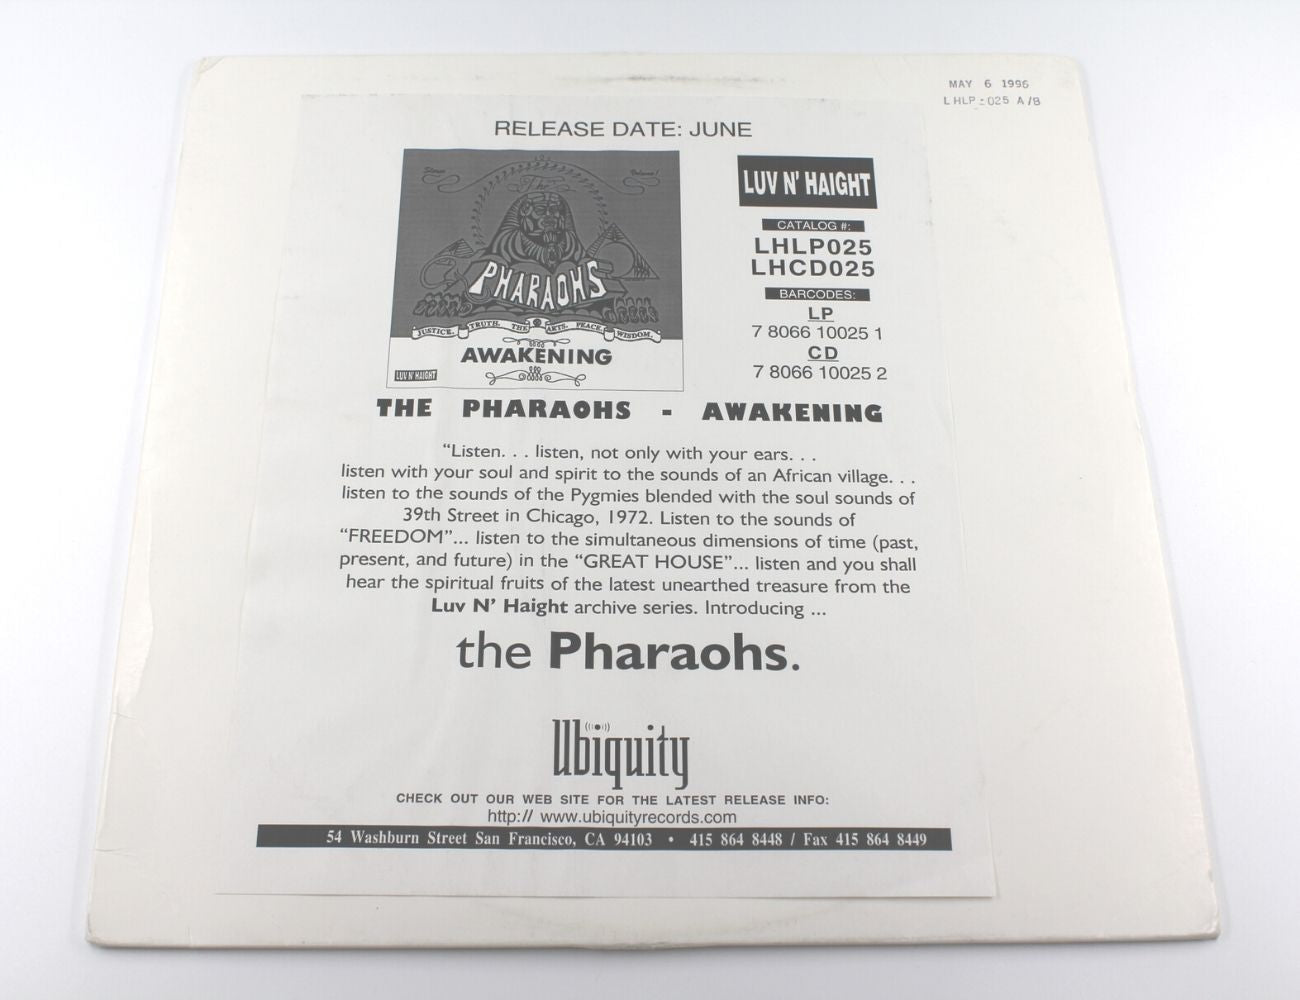 MAY 6 1996
LHLP-025 A/B
RELEASE DATE: JUNE
Stereo
Volume 1
The
PHARAOHS
JUSTICE. TRUTH. THE ARTS. PEACE. WISDOM.
AWAKENING
LUV N' HAIGHT
LUV N' HAIGHT
CATALOG #:
LHLP025
LHCD025
BARCODES:
LP
7 8066 10025 1
CD
7 8066 10025 2
THE PHARAOHS - AWAKENING
“Listen. . . listen, not only with your ears. . .
listen with your soul and spirit to the sounds of an African village. . .
listen to the sounds of the Pygmies blended with the soul sounds of
39th Street in Chicago, 1972. Listen to the sounds of
“FREEDOM”... listen to the simultaneous dimensions of time (past,
present, and future) in the “GREAT HOUSE”... listen and you shall
hear the spiritual fruits of the latest unearthed treasure from the
Luv N’ Haight archive series. Introducing ...
the Pharaohs.
Ubiquity
CHECK OUT OUR WEB SITE FOR THE LATEST RELEASE INFO:
http:// www.ubiquityrecords.com
54 Washburn Street San Francisco, CA 94103 • 415 864 8448 / Fax 415 864 8449